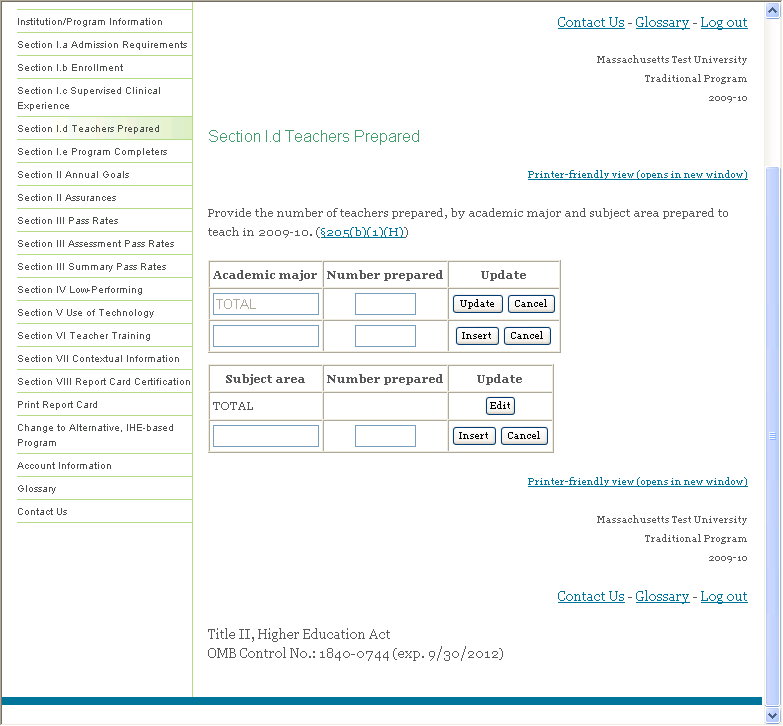 Institution/Program Information
Section I.a Admission Requirements
Section I.b Enrollment
Section I.c Supervised Clinical
Experience
Section I.d Teachers Prepared
Section I.e Program Completers
Section II Annual Goals
Section II Assurances
Section III Pass Rates
Section III Assessment Pass Rates
Section III Summary Pass Rates
Section IV Low-Performing
Section V Use of Technology
Section VI Teacher Training
Section VII Contextual Information
Section VIII Report Card Certification
Print Report Card
Change to Alternative, IHE-based
Program
Account Information
Glossary
Contact Us
Contact Us - Glossary - Log out
Massachusetts Test University
Traditional Program
2009-10
Section I.d Teachers Prepared
Printer-friendly view (opens in new window)
Provide the number of teachers prepared, by academic major and subject area prepared to
teach in 2009-10. (§205(b)(1)(H))
Academic major Number prepared Update
TOTAL Update Cancel
Insert Cancel
Subject area Number prepared Update
TOTAL Edit
Insert Cancel
Printer-friendly view (opens in new window)
Massachusetts Test University
Traditional Program
2009-10
Contact Us - Glossary - Log out
Title II, Higher Education Act
OMB Control No.: 1840-0744 (exp. 9/30/2012)